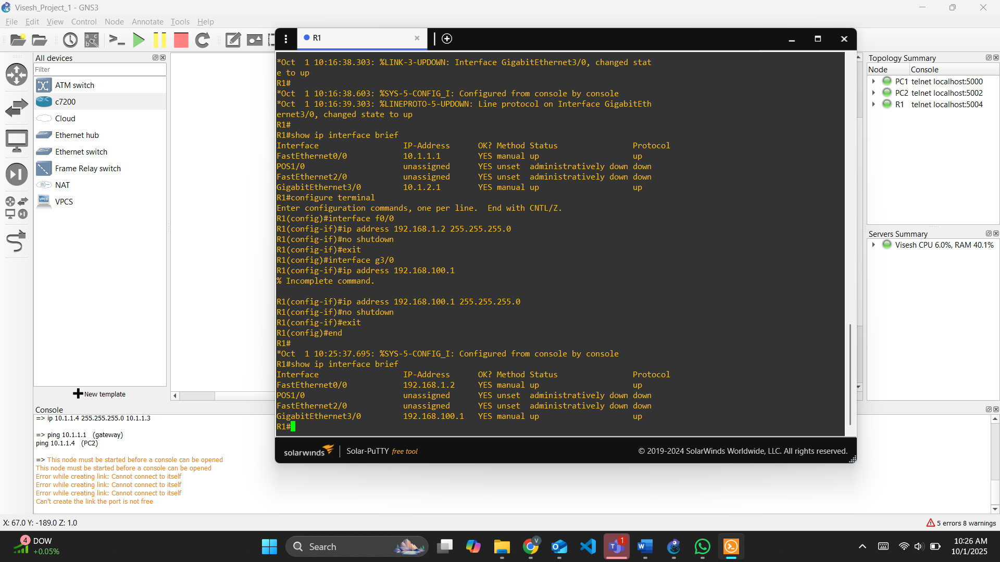 Visesh_Project_1 - GNS3
File Edit View Control Node Annotate Tools Help
R1
All devices
Filter
ATM switch
c7200
Cloud
Ethernet hub
Ethernet switch
Frame Relay switch
NAT
VPCS
New template
*Oct  1 10:16:38.303: %LINK-3-UPDOWN: Interface GigabitEthernet3/0, changed stat
e to up
R1#
*Oct  1 10:16:38.603: %SYS-5-CONFIG_I: Configured from console by console
*Oct  1 10:16:39.303: %LINEPROTO-5-UPDOWN: Line protocol on Interface GigabitEth
ernet3/0, changed state to up
R1#
R1#show ip interface brief
Interface                  IP-Address      OK? Method Status                Protocol
FastEthernet0/0            10.1.1.1        YES manual up                    up
POS1/0                     unassigned      YES unset  administratively down down
FastEthernet2/0            unassigned      YES unset  administratively down down
GigabitEthernet3/0         10.1.2.1        YES manual up                    up
R1#configure terminal
Enter configuration commands, one per line.  End with CNTL/Z.
R1(config)#interface f0/0
R1(config-if)#ip address 192.168.1.2 255.255.255.0
R1(config-if)#no shutdown
R1(config-if)#exit
R1(config)#interface g3/0
R1(config-if)#ip address 192.168.100.1
% Incomplete command.
R1(config-if)#ip address 192.168.100.1 255.255.255.0
R1(config-if)#no shutdown
R1(config-if)#exit
R1(config)#end
R1#
*Oct  1 10:25:37.695: %SYS-5-CONFIG_I: Configured from console by console
R1#show ip interface brief
Interface                  IP-Address      OK? Method Status                Protocol
FastEthernet0/0            192.168.1.2     YES manual up                    up
POS1/0                     unassigned      YES unset  administratively down down
FastEthernet2/0            unassigned      YES unset  administratively down down
GigabitEthernet3/0         192.168.100.1   YES manual up                    up
R1#
solarwinds Solar-PuTTY free tool © 2019-2024 SolarWinds Worldwide, LLC. All rights reserved.
Topology Summary
Node Console
PC1 telnet localhost:5000
PC2 telnet localhost:5002
R1 telnet localhost:5004
Servers Summary
Visesh CPU 6.0%, RAM 40.1%
Console
=> ip 10.1.1.4 255.255.255.0 10.1.1.3
=> ping 10.1.1.1 (gateway)
ping 10.1.1.4 (PC2)
=> This node must be started before a console can be opened
This node must be started before a console can be opened
Error while creating link: Cannot connect to itself
Error while creating link: Cannot connect to itself
Error while creating link: Cannot connect to itself
Can't create the link the port is not free
X: 67.0 Y: -189.0 Z: 1.0
5 errors 8 warnings
4
DOW
+0.05%
Search
V
1
10:26 AM
10/1/2025